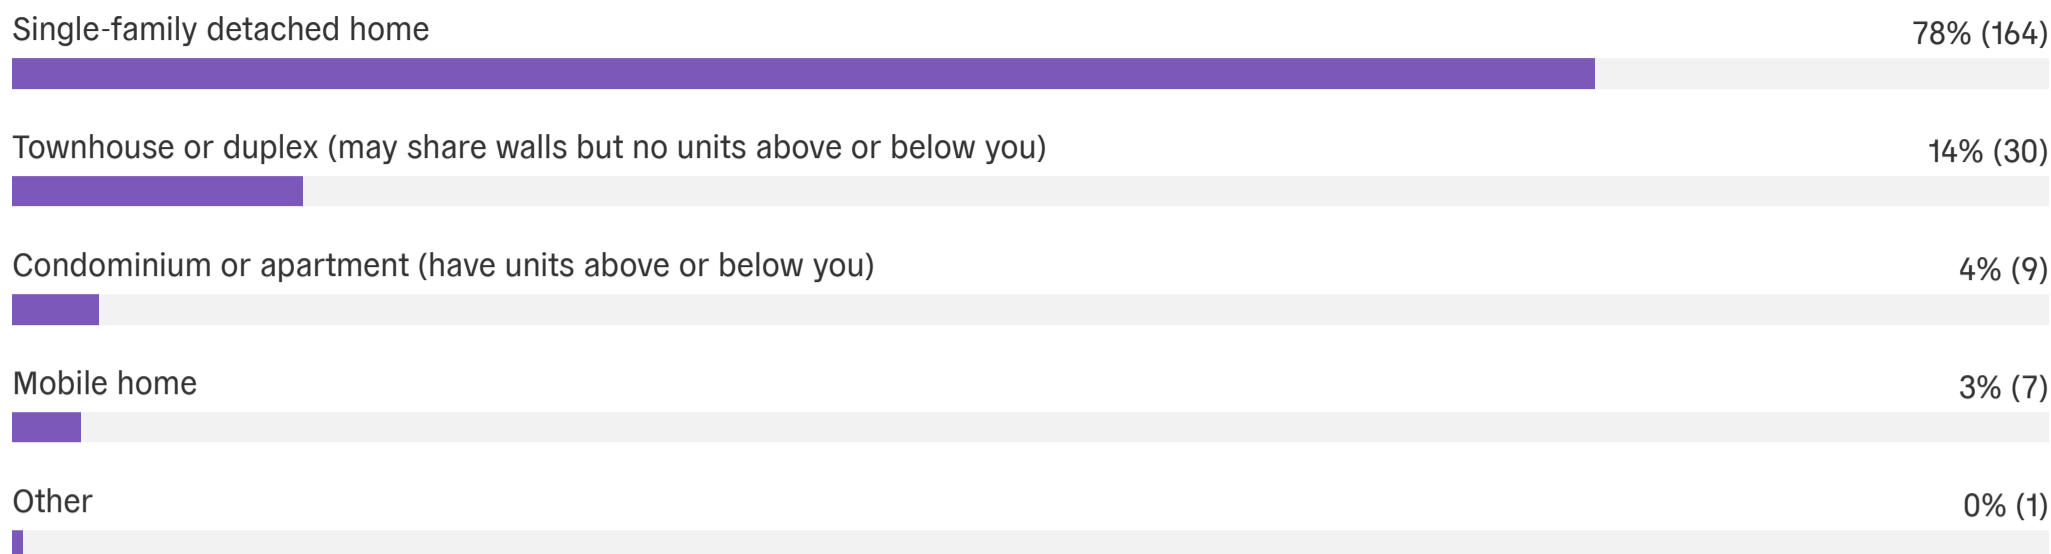 Single-family detached home 78% (164)
Townhouse or duplex (may share walls but no units above or below you) 14% (30)
Condominium or apartment (have units above or below you) 4% (9)
Mobile home 3% (7)
Other 0% (1)